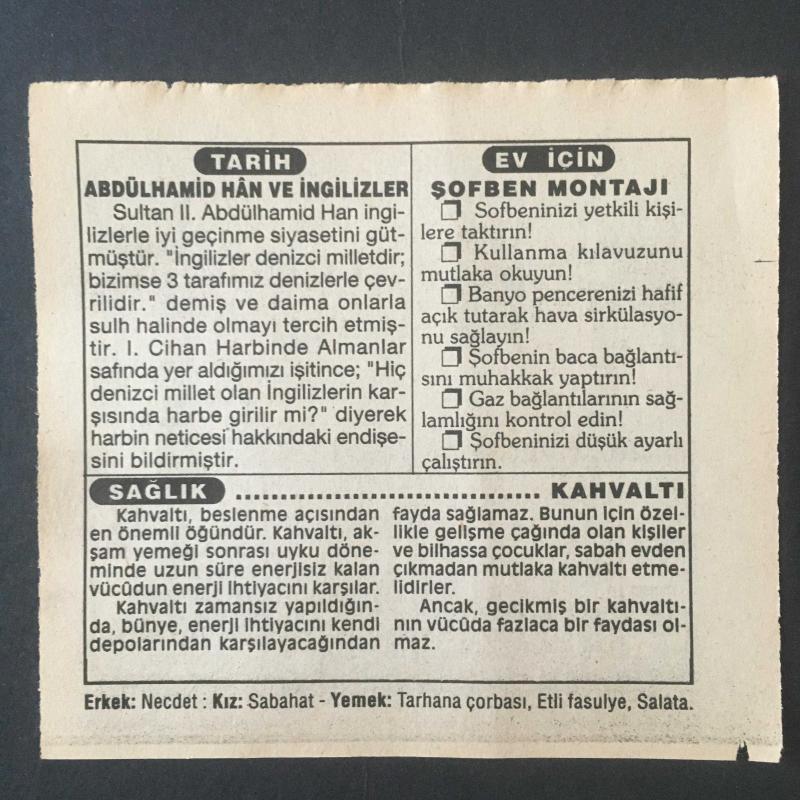 TARİH
ABDÜLHAMİD HÂN VE İNGİLİZLER
Sultan II. Abdülhamid Han ingi-
lizlerle iyi geçinme siyasetini güt-
müştür. "İngilizler denizci milletdir;
bizimse 3 tarafımız denizlerle çev-
rilidir." demiş ve daima onlarla
sulh halinde olmayı tercih etmiş-
tir. I. Cihan Harbinde Almanlar
safında yer aldığımızı işitince; "Hiç
denizci millet olan İngilizlerin kar-
şısında harbe girilir mi?" diyerek
harbin neticesi hakkındaki endişe-
sini bildirmiştir.
EV İÇİN
ŞOFBEN MONTAJI
Sofbeninizi yetkili kişi-
lere taktırın!
Kullanma kılavuzunu
mutlaka okuyun!
Banyo pencerenizi hafif
açık tutarak hava sirkülasyo-
nu sağlayın!
Şofbenin baca bağlantı-
sını muhakkak yaptırın!
Gaz bağlantılarının sağ-
lamlığını kontrol edin!
Şofbeninizi düşük ayarlı
çalıştırın.
SAĞLIK .................................. KAHVALTI
Kahvaltı, beslenme açısından
en önemli öğündür. Kahvaltı, ak-
şam yemeği sonrası uyku döne-
minde uzun süre enerjisiz kalan
vücûdun enerji ihtiyacını karşılar.
Kahvaltı zamansız yapıldığın-
da, bünye, enerji ihtiyacını kendi
depolarından karşılayacağından
fayda sağlamaz. Bunun için özel-
likle gelişme çağında olan kişiler
ve bilhassa çocuklar, sabah evden
çıkmadan mutlaka kahvaltı etme-
lidirler.
Ancak, gecikmiş bir kahvaltı-
nın vücûda fazlaca bir faydası ol-
maz.
Erkek: Necdet : Kız: Sabahat - Yemek: Tarhana çorbası, Etli fasulye, Salata.